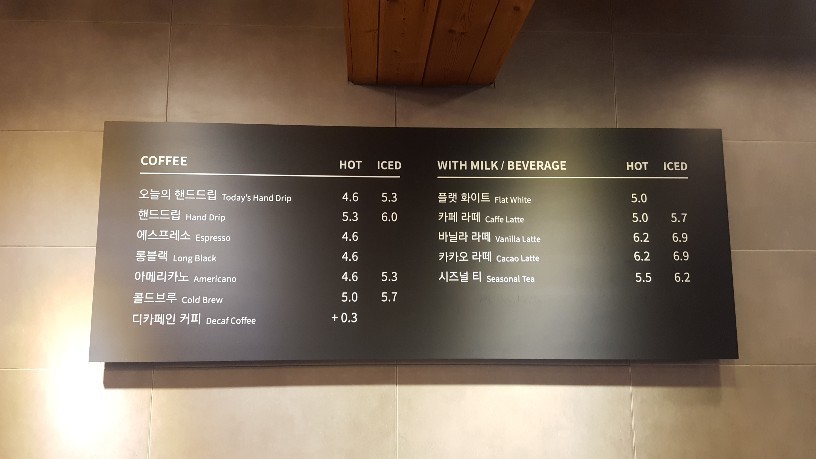 COFFEE HOT ICED
오늘의 핸드드립 Today's Hand Drip 4.6 5.3
핸드드립 Hand Drip 5.3 6.0
에스프레소 Espresso 4.6
롱블랙 Long Black 4.6
아메리카노 Americano 4.6 5.3
콜드브루 Cold Brew 5.0 5.7
디카페인 커피 Decaf Coffee + 0.3
WITH MILK / BEVERAGE HOT ICED
플랫 화이트 Flat White 5.0
카페 라떼 Caffe Latte 5.0 5.7
바닐라 라떼 Vanilla Latte 6.2 6.9
카카오 라떼 Cacao Latte 6.2 6.9
시즈널 티 Seasonal Tea 5.5 6.2